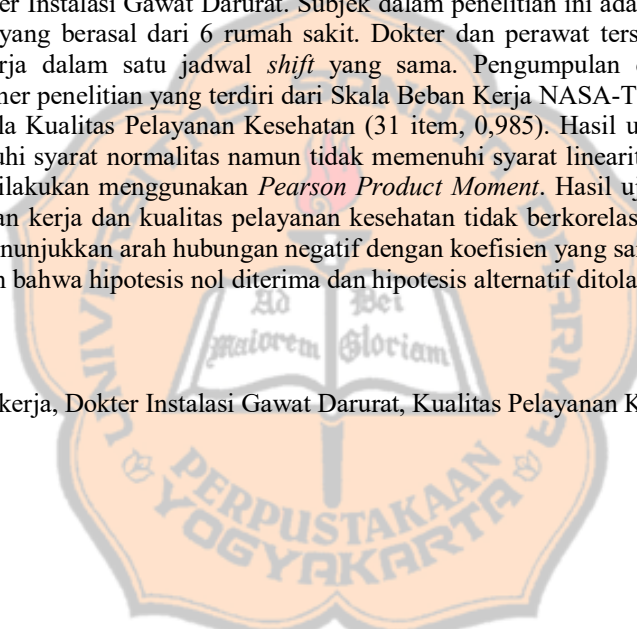 er Instalasi Gawat Darurat. Subjek dalam penelitian ini ada
yang berasal dari 6 rumah sakit. Dokter dan perawat ters
rja dalam satu jadwal shift yang sama. Pengumpulan
ner penelitian yang terdiri dari Skala Beban Kerja NASA-T
la Kualitas Pelayanan Kesehatan (31 item, 0,985). Hasil u
uhi syarat normalitas namun tidak memenuhi syarat linearit
ilakukan menggunakan Pearson Product Moment. Hasil uj
an kerja dan kualitas pelayanan kesehatan tidak berkorelas
nunjukkan arah hubungan negatif dengan koefisien yang sa
n bahwa hipotesis nol diterima dan hipotesis alternatif ditola
kerja, Dokter Instalasi Gawat Darurat, Kualitas Pelayanan K
UNIVERSITAS SANATA DHARMA
Ad Dei
Maiorem Gloriam
PERPUSTAKAAN
YOGYAKARTA